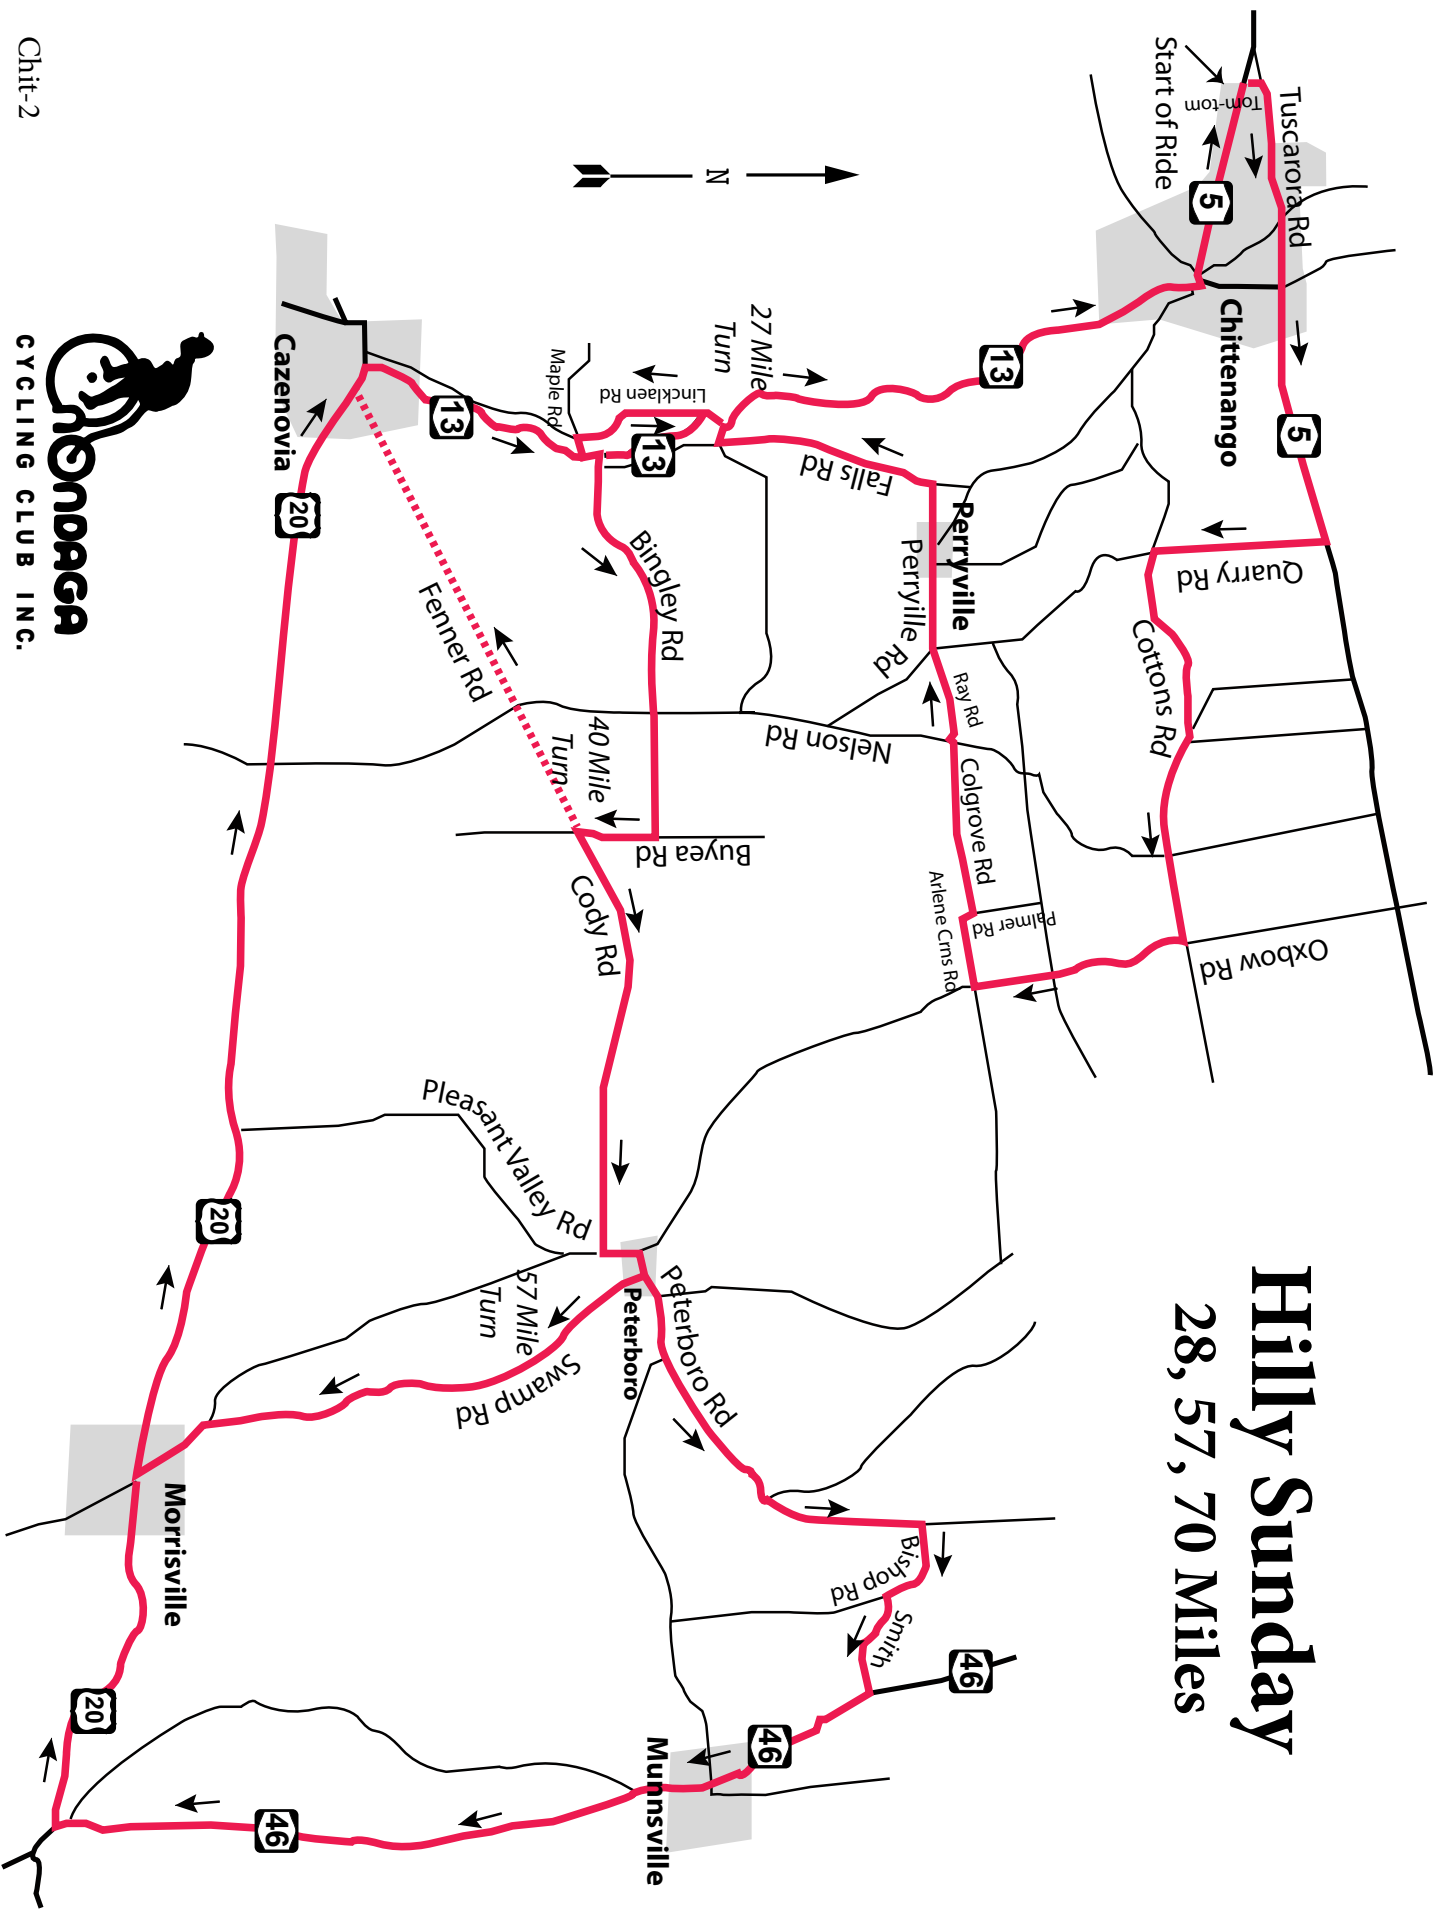 Hilly Sunday
28, 57, 70 Miles
Tuscarora Rd
Tom-tom
Start of Ride
5
Chittenango
5
Quarry Rd
Cottons Rd
Oxbow Rd
13
27 Mile
Turn
N
Perryville
Perryville
Rd
Ray Rd
Colgrove Rd
Palmer Rd
Arlene Crns Rd
Falls Rd
Nelson Rd
Lincklaen Rd
Maple Rd
13
13
Bingley Rd
Fenner Rd
40 Mile
Turn
Buyea Rd
Cody Rd
Cazenovia
20
Pleasant Valley Rd
57 Mile
Turn
Peterboro
Peterboro Rd
Swamp Rd
Bishop Rd
Smith
46
46
Munnsville
46
20
Morrisville
20
ONONDAGA
CYCLING CLUB INC.
Chit-2